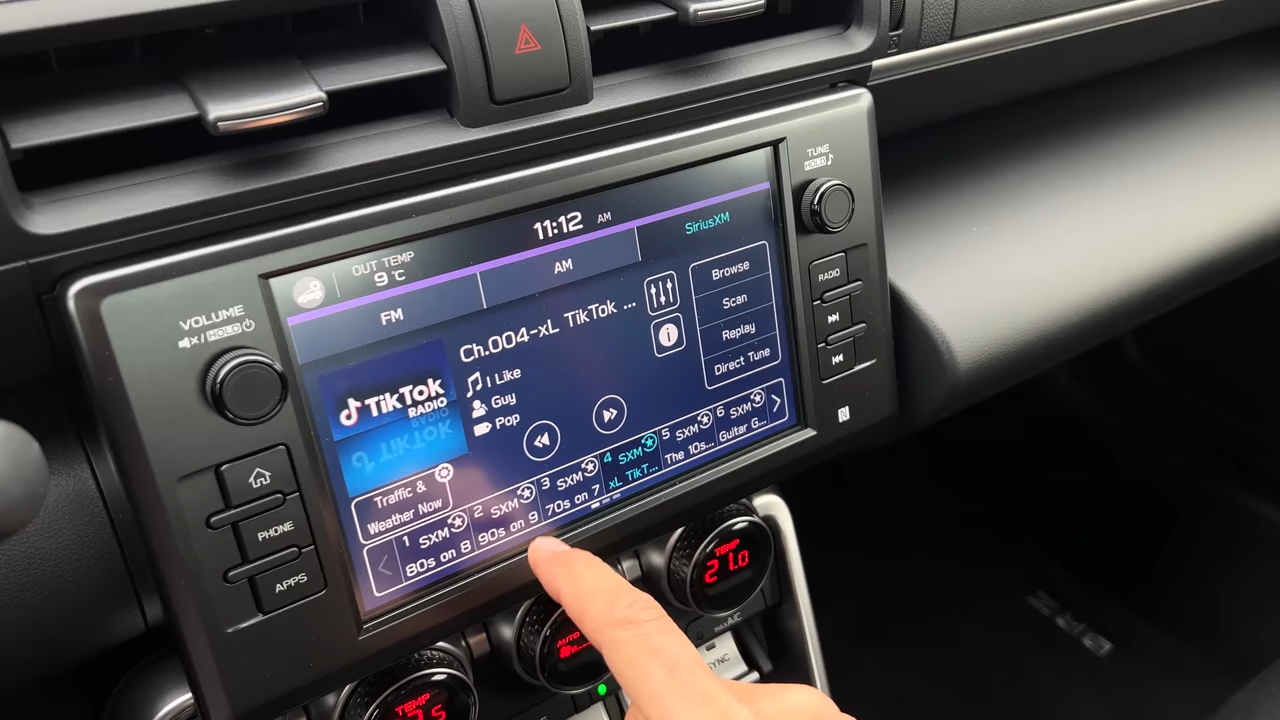 TUNE
HOLD
11:12 AM
OUT TEMP
9°C
SiriusXM
AM
FM
VOLUME
/ HOLD
RADIO
Browse
Scan
Replay
Direct Tune
Ch.004-xL TikTok ...
I Like
Guy
Pop
i
TikTok
RADIO
Traffic &
Weather Now
1 SXM
80s on 8
2 SXM
90s on 9
3 SXM
70s on 7
4 SXM
xL TikT...
5 SXM
The 10s...
6 SXM
Guitar G...
PHONE
APPS
TEMP
21.0
MAX A/C
SYNC
AUTO
TEMP